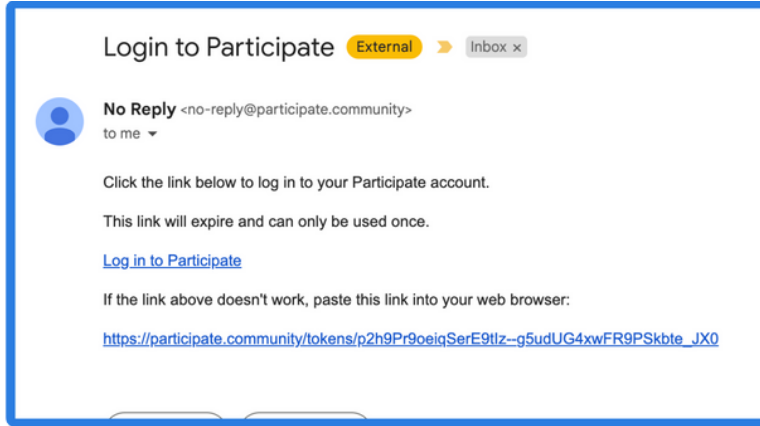 Login to Participate External Inbox x
No Reply <no-reply@participate.community>
to me
Click the link below to log in to your Participate account.
This link will expire and can only be used once.
Log in to Participate
If the link above doesn't work, paste this link into your web browser:
https://participate.community/tokens/p2h9Pr9oeiqSerE9tIz--g5udUG4xwFR9PSkbte_JX0